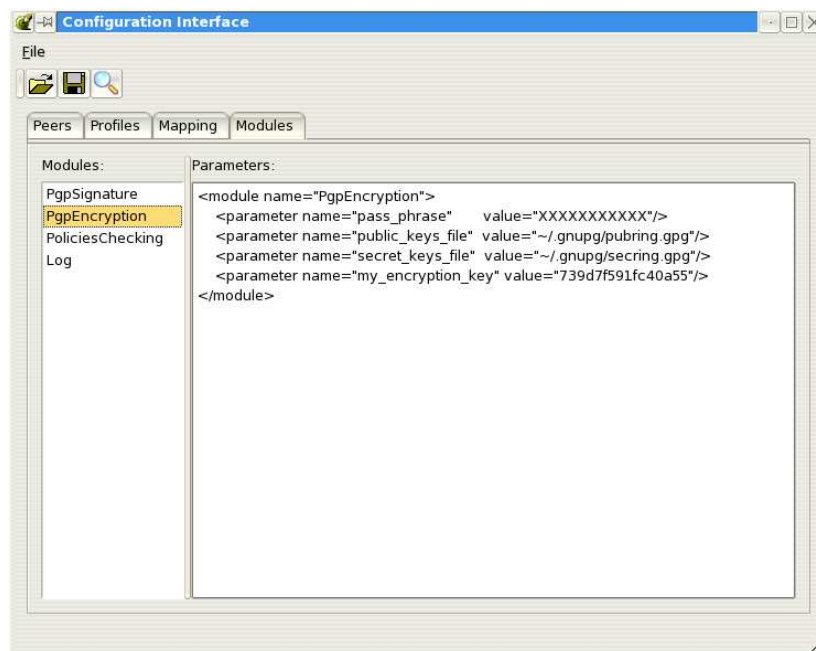 Configuration Interface
File
Peers Profiles Mapping Modules
Modules:
PgpSignature
PgpEncryption
PoliciesChecking
Log
Parameters:
<module name="PgpEncryption">
<parameter name="pass_phrase" value="XXXXXXXXXXX"/>
<parameter name="public_keys_file" value="~/.gnupg/pubring.gpg"/>
<parameter name="secret_keys_file" value="~/.gnupg/secring.gpg"/>
<parameter name="my_encryption_key" value="739d7f591fc40a55"/>
</module>